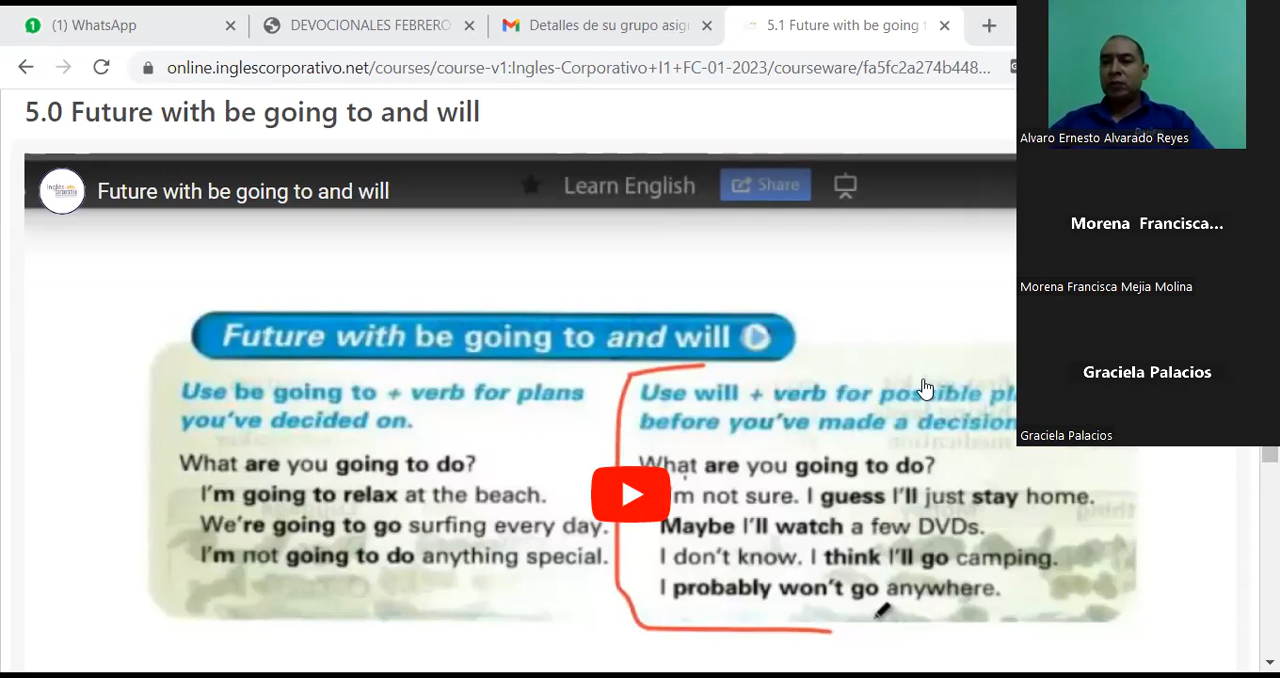 (1) WhatsApp
DEVOCIONALES FEBRERO
Detalles de su grupo asig
5.1 Future with be going
online.inglescorporativo.net/courses/course-v1:Ingles-Corporativo+I1+FC-01-2023/courseware/fa5fc2a274b448...
5.0 Future with be going to and will
Future with be going to and will
Learn English
Share
Future with be going to and will
Use be going to + verb for plans
you've decided on.
What are you going to do?
I'm going to relax at the beach.
We're going to go surfing every day.
I'm not going to do anything special.
Use will + verb for possible pl
before you've made a decision
What are you going to do?
I'm not sure. I guess I'll just stay home.
Maybe I'll watch a few DVDs.
I don't know. I think I'll go camping.
I probably won't go anywhere.
Alvaro Ernesto Alvarado Reyes
Morena Francisca...
Morena Francisca Mejia Molina
Graciela Palacios
Graciela Palacios